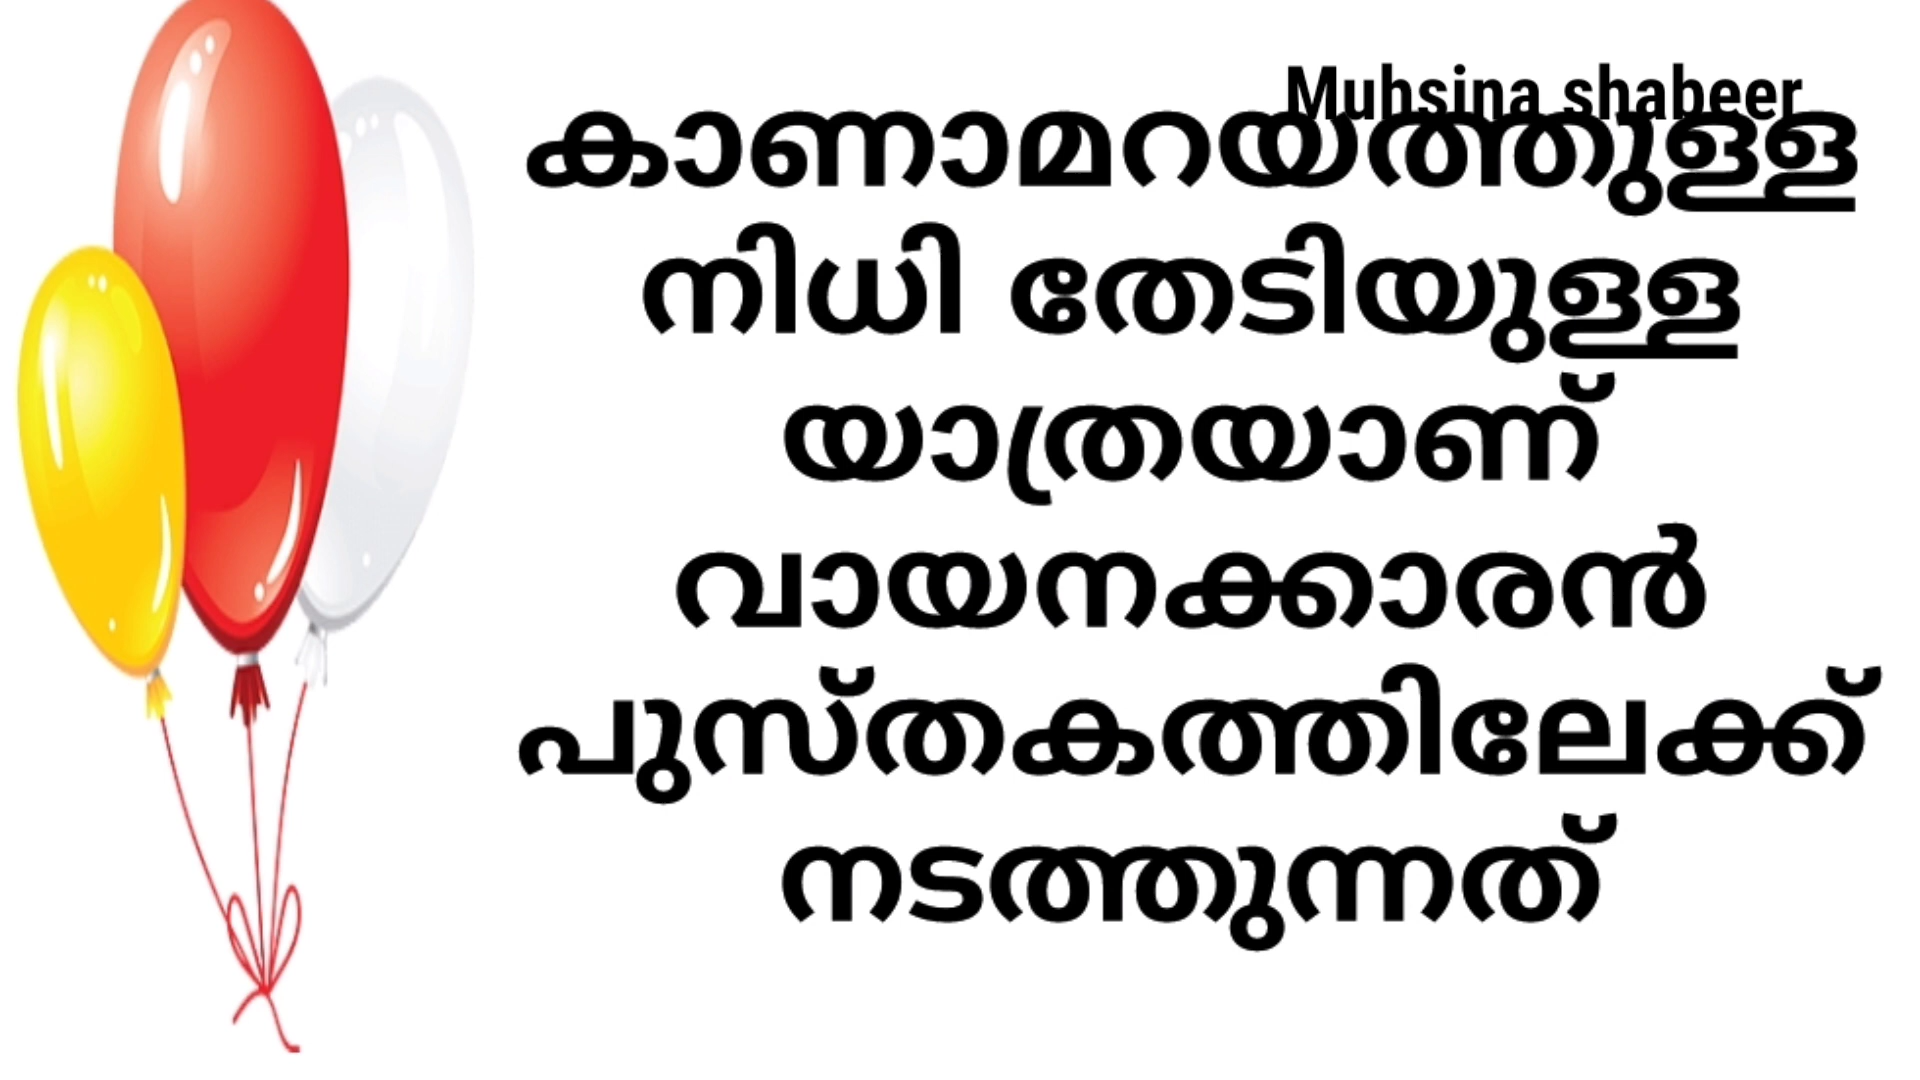 Muhsina shabeer
കാണാമറയത്തുള്ള
നിധി തേടിയുള്ള
യാത്രയാണ്
വായനക്കാരൻ
പുസ്തകത്തിലേക്ക്
നടത്തുന്നത്